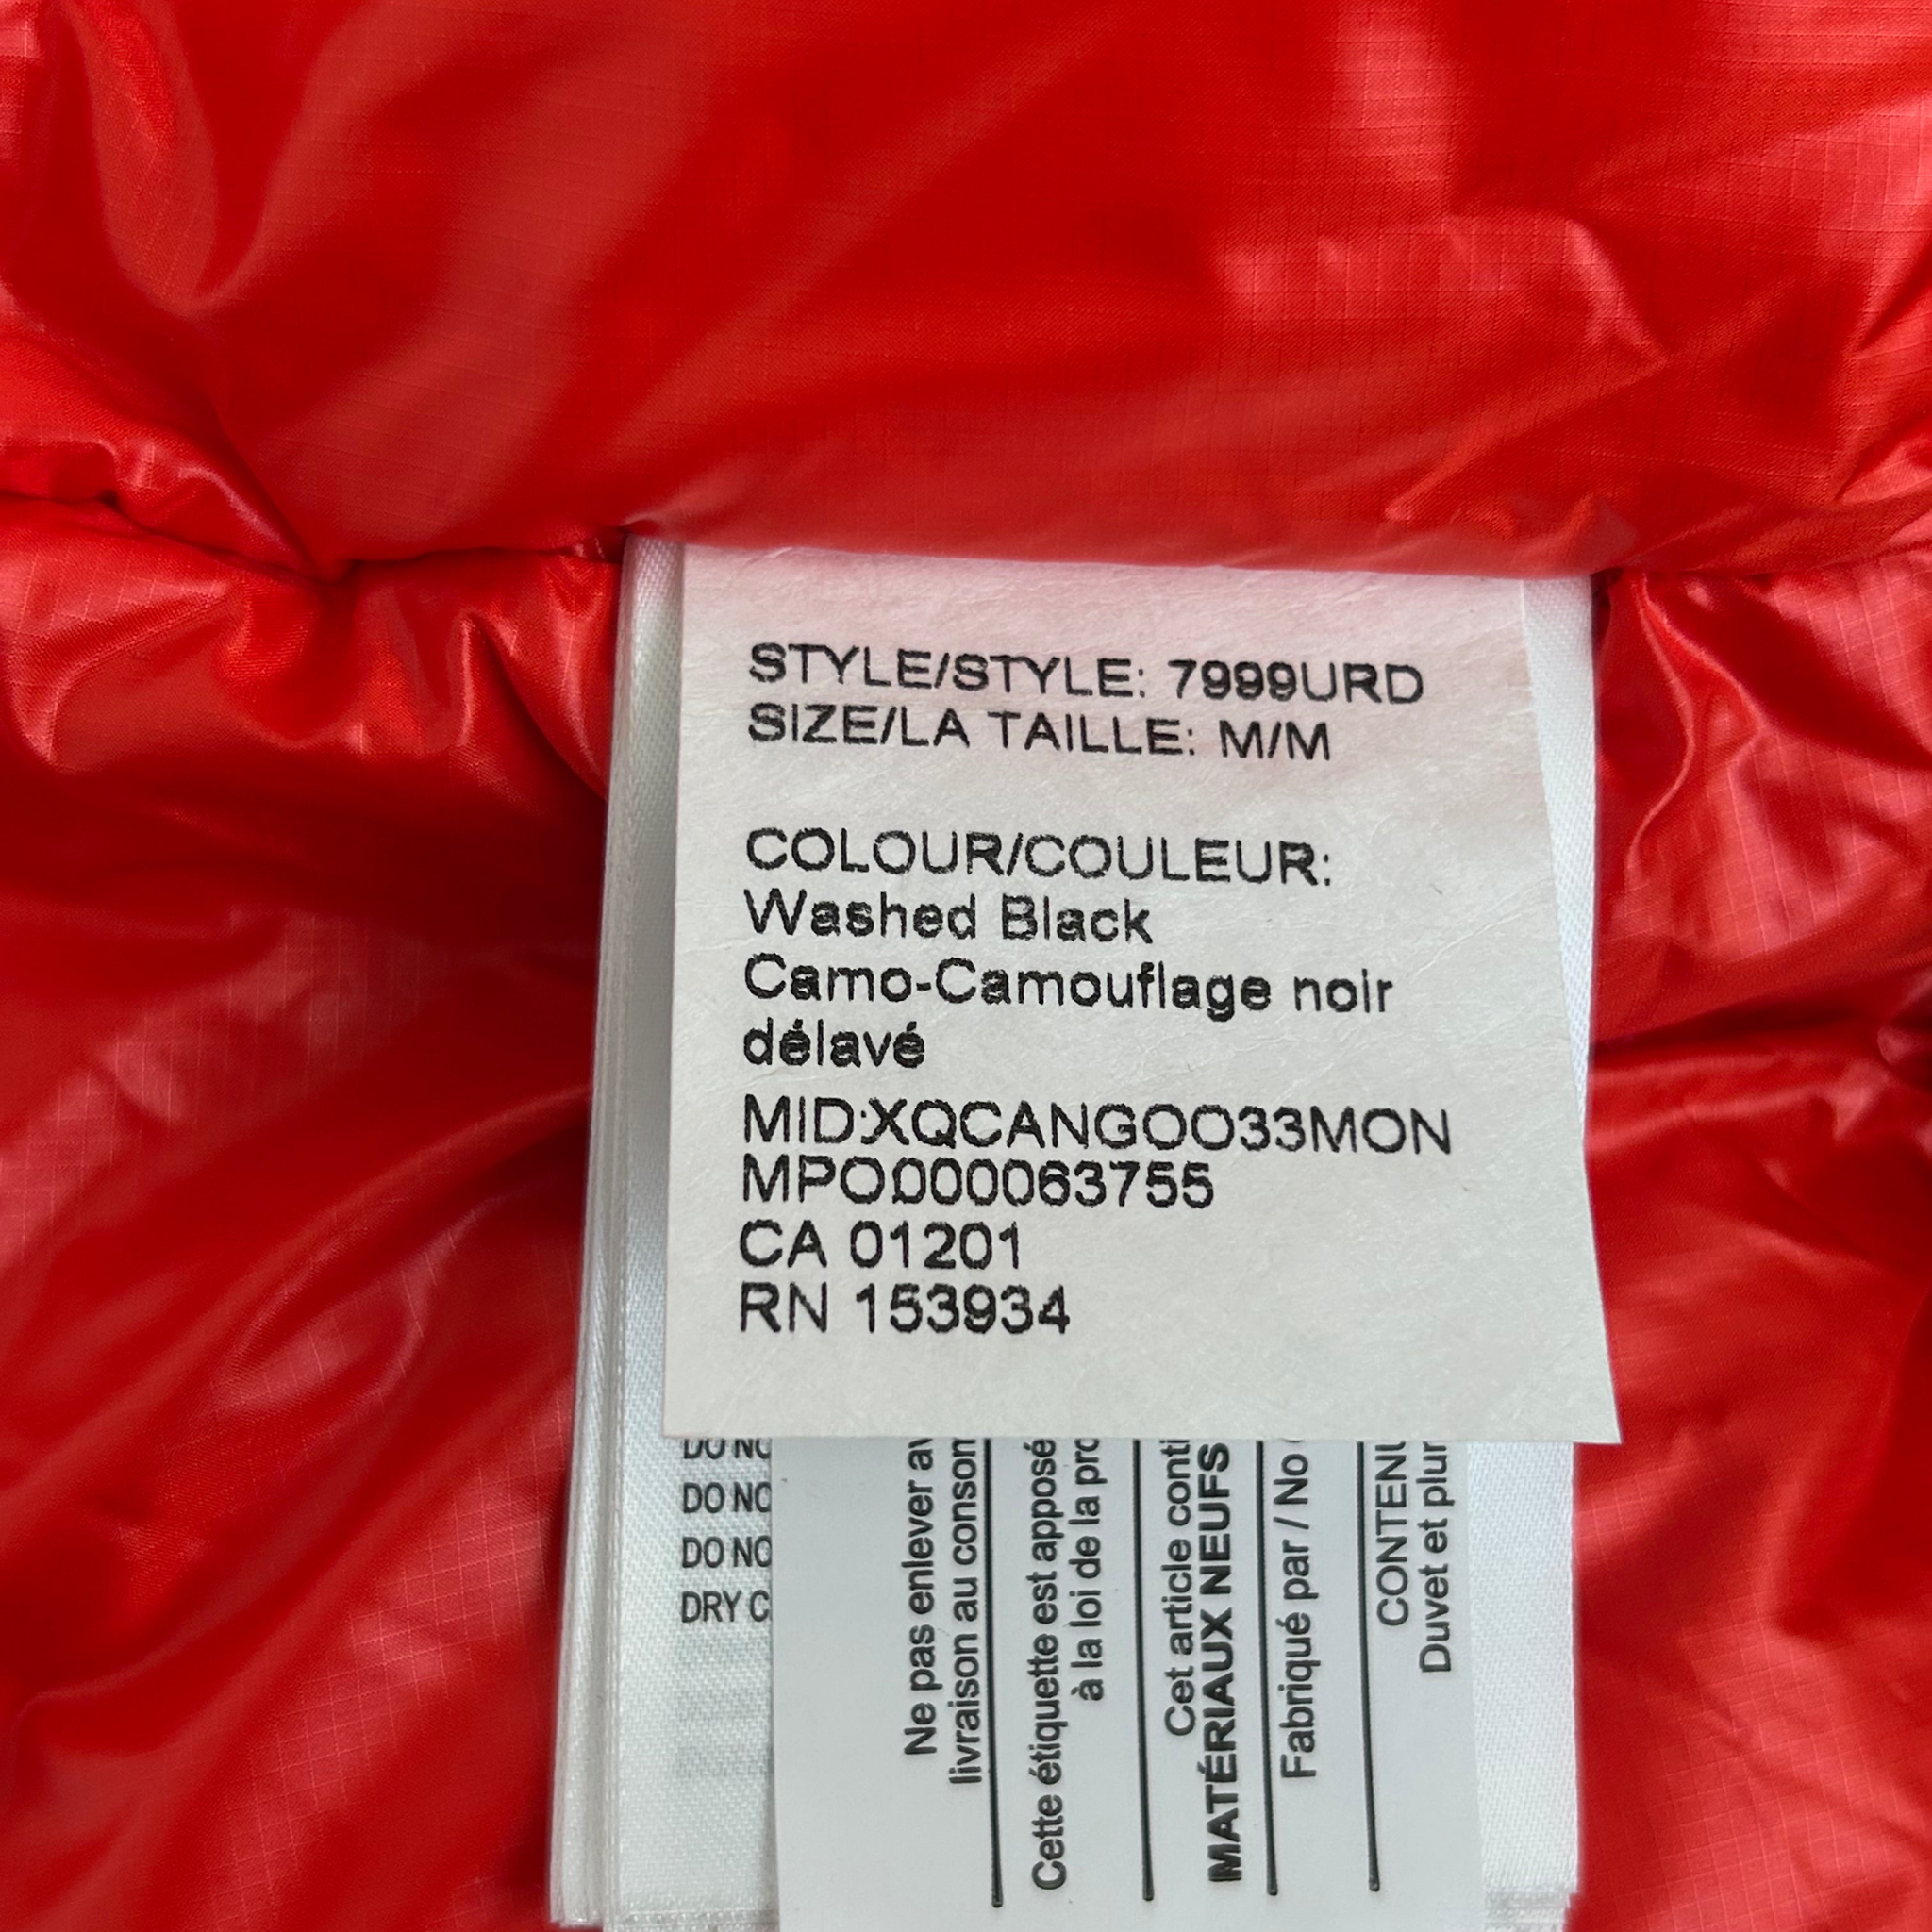 STYLE/STYLE: 7999URD
SIZE/LA TAILLE: M/M
COLOUR/COULEUR:
Washed Black
Camo-Camouflage noir
délavé
MID:XQCANGOO33MON
MPO000063755
CA 01201
RN 153934
DO NO
DO NO
DO NO
DRY C
Ne pas enlever av
livraison au conson
Cette étiquette est apposé
à la loi de la pro
Cet article conti
MATÉRIAUX NEUFS
Fabriqué par / No
CONTENU
Duvet et plun